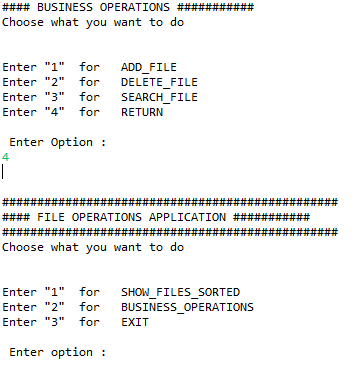 #### BUSINESS OPERATIONS ###########
Choose what you want to do
Enter "1"  for   ADD_FILE
Enter "2"  for   DELETE_FILE
Enter "3"  for   SEARCH_FILE
Enter "4"  for   RETURN
Enter Option :
4
################################################
#### FILE OPERATIONS APPLICATION ###########
################################################
Choose what you want to do
Enter "1"  for   SHOW_FILES_SORTED
Enter "2"  for   BUSINESS_OPERATIONS
Enter "3"  for   EXIT
Enter option :